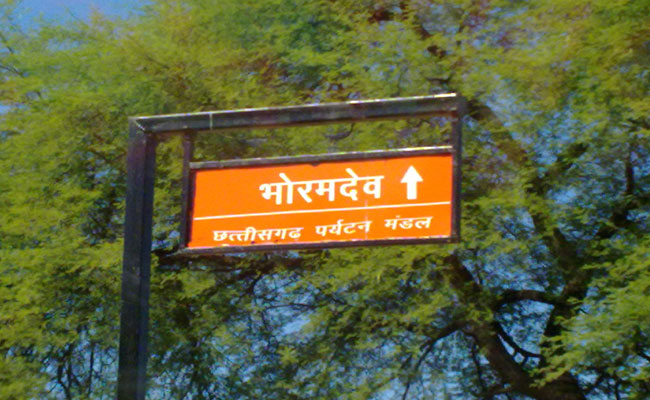 भोरमदेव ↑
छत्तीसगढ पर्यटन मंडल